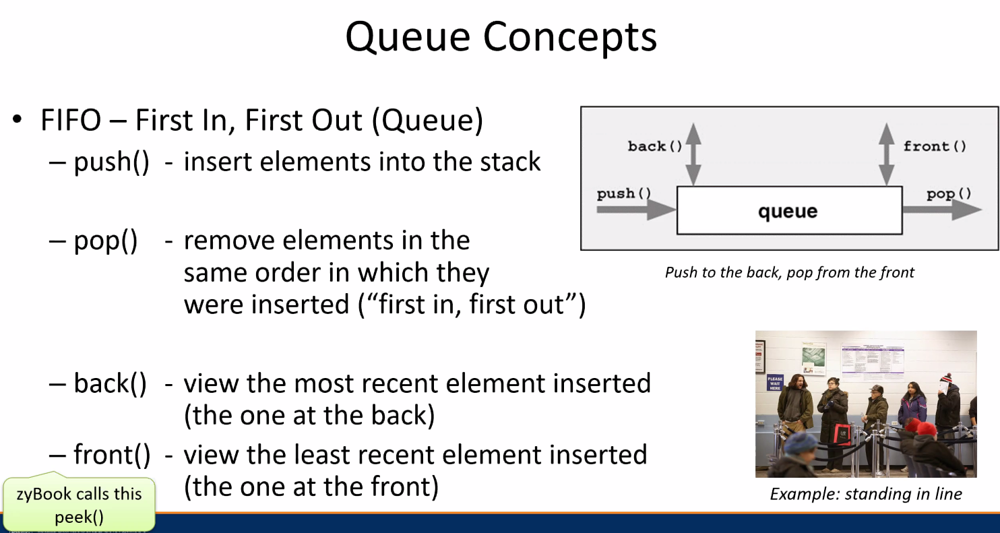 Queue Concepts
• FIFO – First In, First Out (Queue)
– push() - insert elements into the stack
– pop() - remove elements in the
same order in which they
were inserted (“first in, first out”)
– back() - view the most recent element inserted
(the one at the back)
– front() - view the least recent element inserted
(the one at the front)
zyBook calls this
peek()
back()
front()
push()
pop()
queue
Push to the back, pop from the front
PLEASE
WAIT
HERE
Example: standing in line